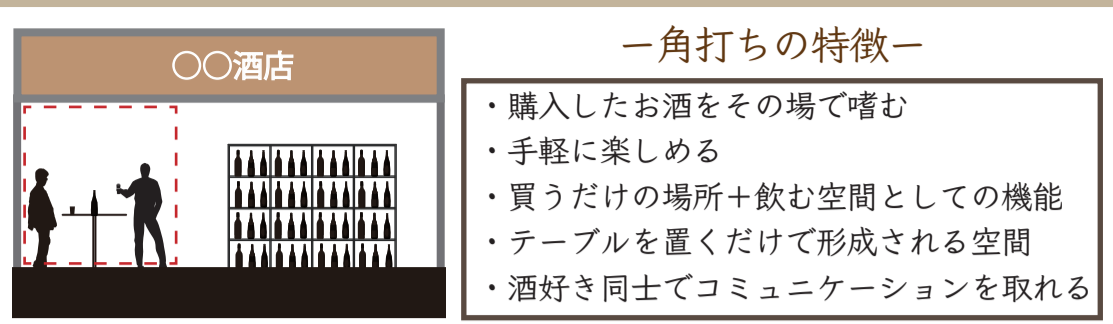 〇〇酒店
ー角打ちの特徴ー
・購入したお酒をその場で嗜む
・手軽に楽しめる
・買うだけの場所＋飲む空間としての機能
・テーブルを置くだけで形成される空間
・酒好き同士でコミュニケーションを取れる